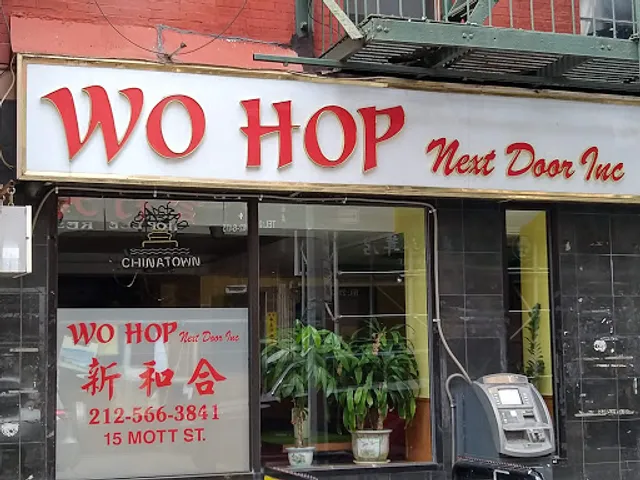 WO HOP Next Door Inc
CHINATOWN
WO HOP Next Door Inc
新和合
212-566-3841
15 MOTT ST.